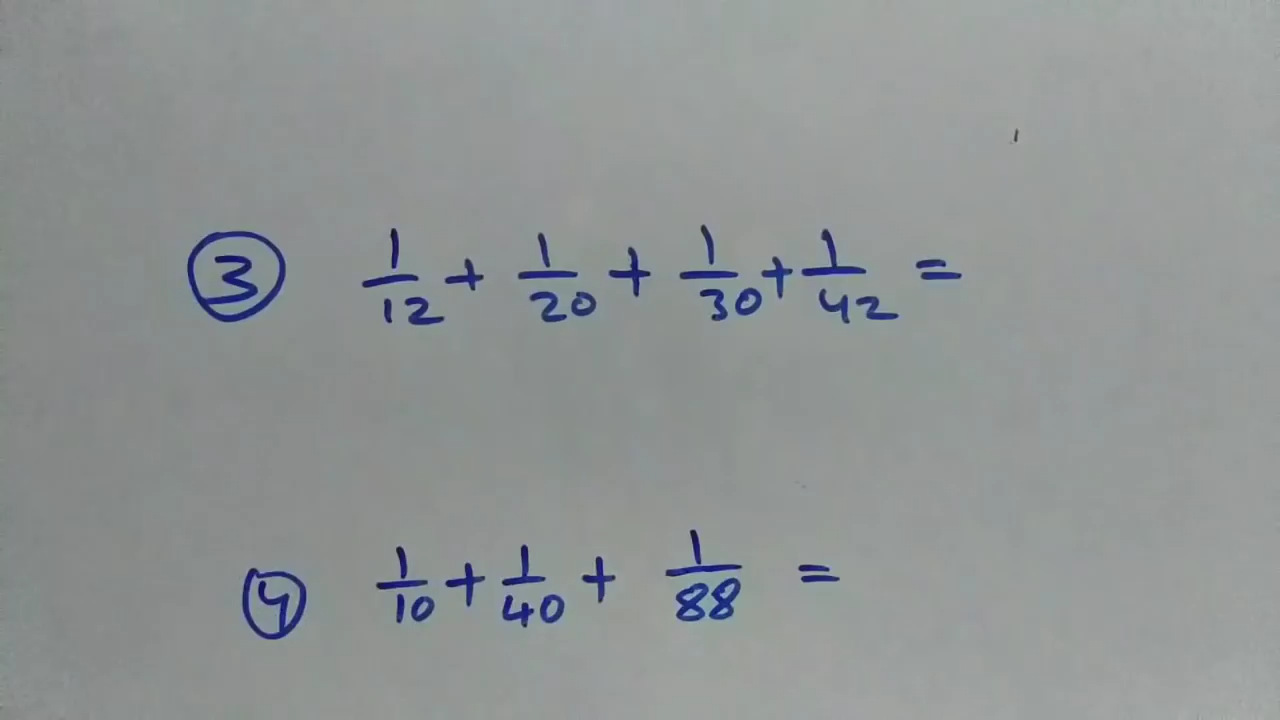 ③ 1/12 + 1/20 + 1/30 + 1/42 =
④ 1/10 + 1/40 + 1/88 =